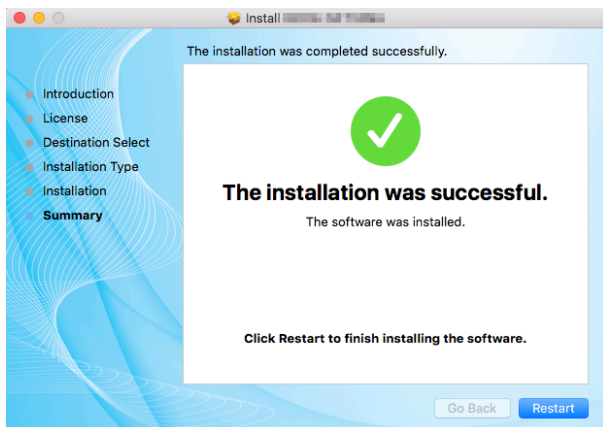 Install
The installation was completed successfully.
Introduction
License
Destination Select
Installation Type
Installation
Summary
The installation was successful.
The software was installed.
Click Restart to finish installing the software.
Go Back
Restart